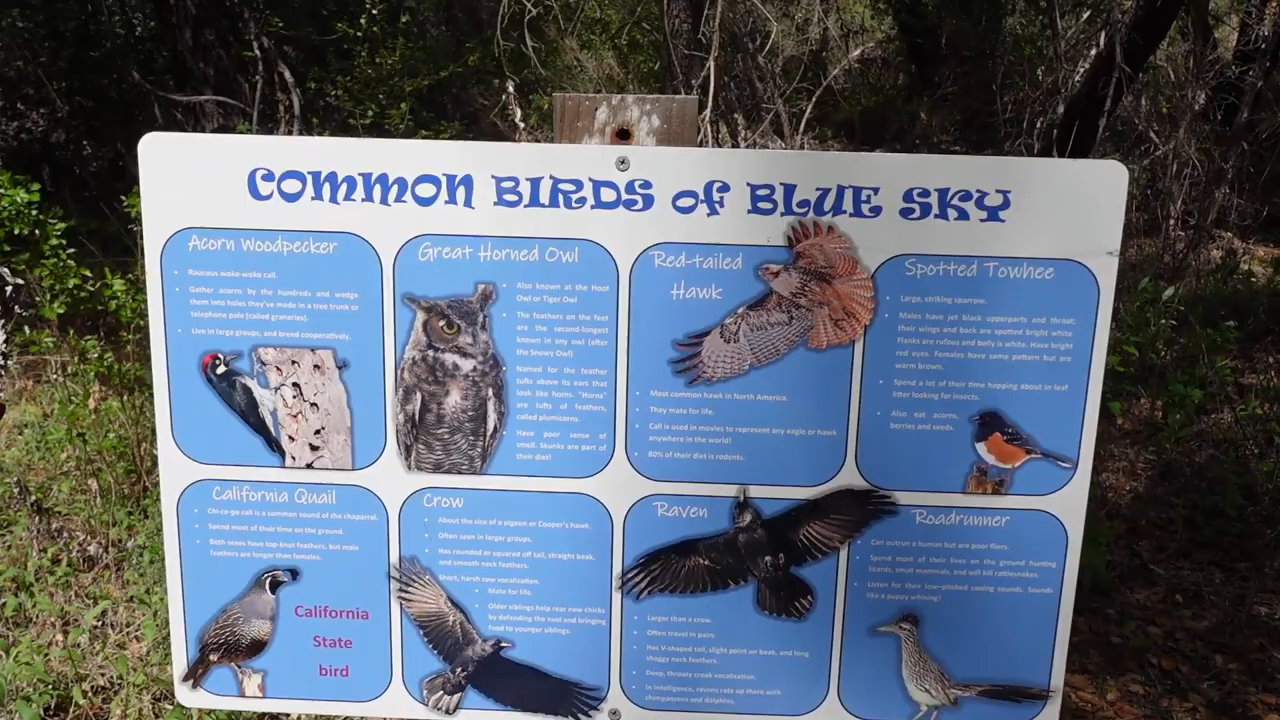 COMMON BIRDS of BLUE SKY
Acorn Woodpecker
• Raucous waka-waka call.
• Gather acorns by the hundreds and wedge
them into holes they've made in a tree trunk or
telephone pole (called granaries).
• Live in large groups, and breed cooperatively.
Great Horned Owl
• Also known at the Hoot
Owl or Tiger Owl
• The feathers on the feet
are the second-longest
known in any owl (after
the Snowy Owl)
• Named for the feather
tufts above its ears that
look like horns. "Horns"
are tufts of feathers,
called plumicorns.
• Have poor sense of
smell. Skunks are part of
their diet!
Red-tailed
Hawk
• Most common hawk in North America.
• They mate for life.
• Call is used in movies to represent any eagle or hawk
anywhere in the world!
• 80% of their diet is rodents.
Spotted Towhee
• Large, striking sparrow.
• Males have jet black upperparts and throat;
their wings and back are spotted bright white.
Flanks are rufous and belly is white. Have bright
red eyes. Females have same pattern but are
warm brown.
• Spend a lot of their time hopping about in leaf
litter looking for insects.
• Also eat acorns,
berries and seeds.
California Quail
• Chi-ca-go call is a common sound of the chaparral.
• Spend most of their time on the ground.
• Both sexes have top-knot feathers, but male
feathers are longer than females.
California
State
bird
Crow
• About the size of a pigeon or Cooper's hawk.
• Often seen in larger groups.
• Has rounded or squared off tail, straight beak,
and smooth neck feathers.
Short, harsh caw vocalization.
• Mate for life.
• Older siblings help rear new chicks
by defending the nest and bringing
food to younger siblings.
Raven
• Larger than a crow.
• Often travel in pairs.
• Has V-shaped tail, slight point on beak, and long
shaggy neck feathers.
• Deep, throaty croak vocalization.
• In intelligence, ravens rate up there with
chimpanzees and dolphins.
Roadrunner
• Can outrun a human but are poor fliers.
• Spend most of their lives on the ground hunting
lizards, small mammals, and will kill rattlesnakes.
• Listen for their low-pitched cooing sounds. Sounds
like a puppy whining!